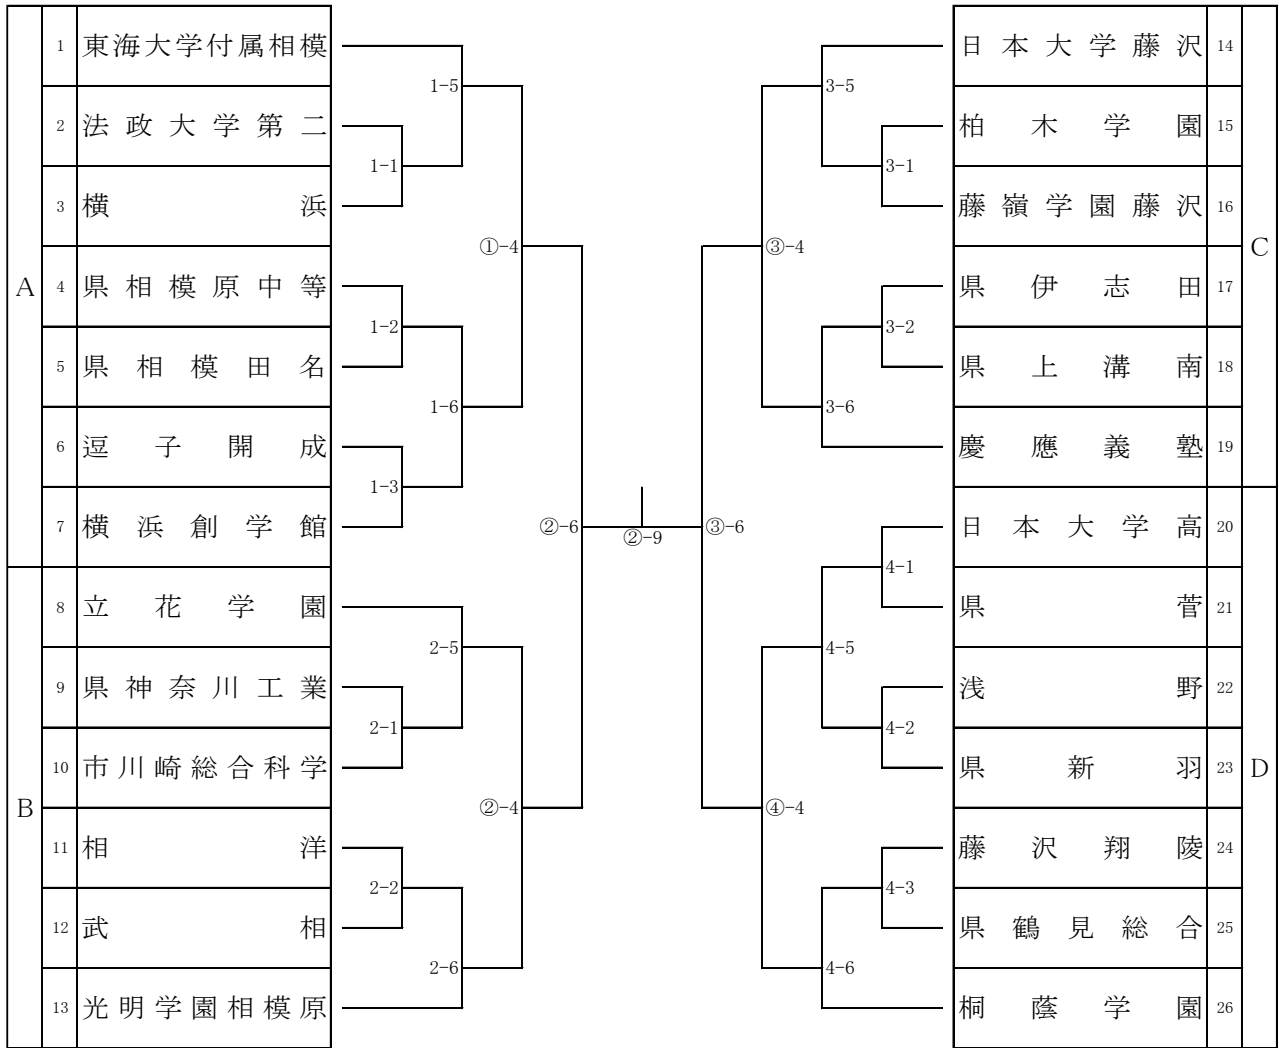 A
1 東海大学付属相模
2 法政大学第二
3 横浜
4 県相模原中等
5 県相模田名
6 逗子開成
7 横浜創学館
B
8 立花学園
9 県神奈川工業
10 市川崎総合科学
11 相洋
12 武相
13 光明学園相模原
1-5
1-1
①-4
1-2
1-6
1-3
②-6
2-5
2-1
②-4
2-2
2-6
②-9
3-5
3-1
③-4
3-2
3-6
③-6
4-1
4-5
4-2
④-4
4-3
4-6
日本大学藤沢 14
柏木学園 15
藤嶺学園藤沢 16
県伊志田 17
県上溝南 18
慶應義塾 19
C
日本大学高 20
県菅 21
浅野 22
県新羽 23
藤沢翔陵 24
県鶴見総合 25
桐蔭学園 26
D